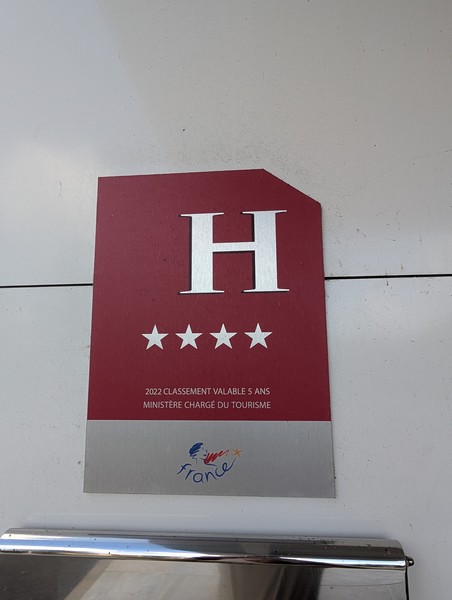 H
2022 CLASSEMENT VALABLE 5 ANS
MINISTÈRE CHARGÉ DU TOURISME
france